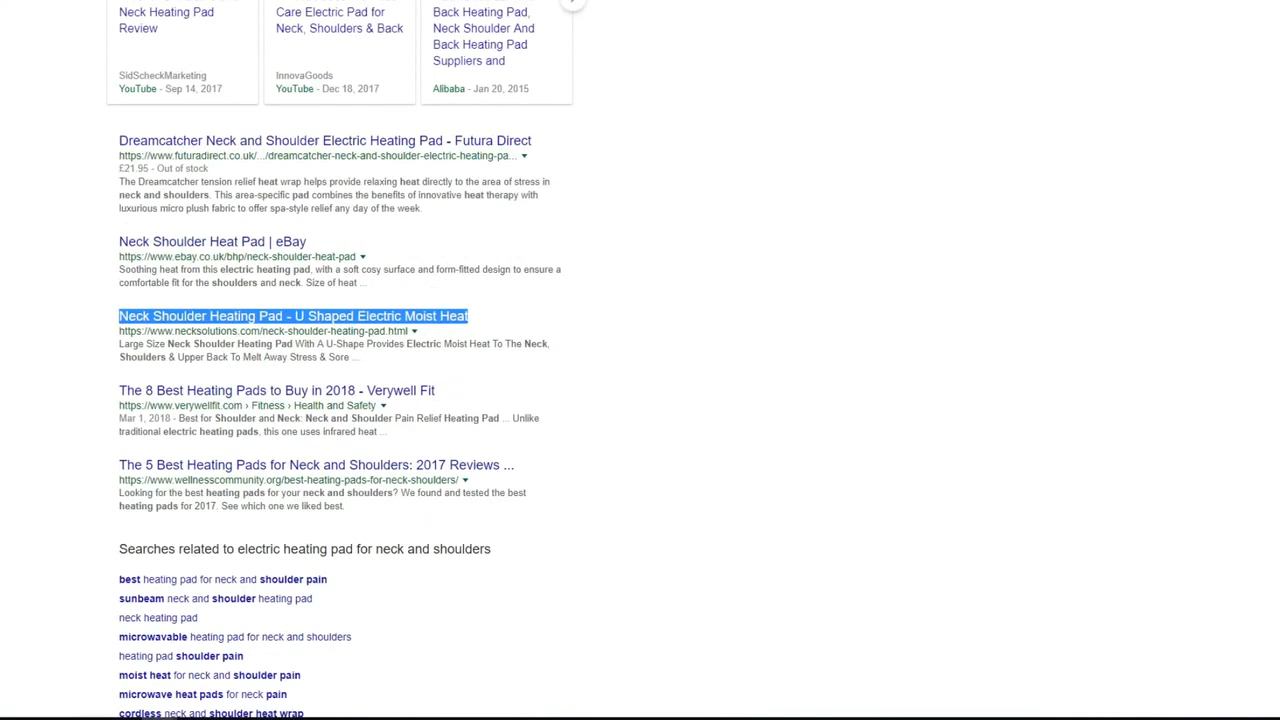 Neck Heating Pad
Review
SidScheckMarketing
YouTube - Sep 14, 2017
Care Electric Pad for
Neck, Shoulders & Back
InnovaGoods
YouTube - Dec 18, 2017
Back Heating Pad,
Neck Shoulder And
Back Heating Pad
Suppliers and
Alibaba - Jan 20, 2015
Dreamcatcher Neck and Shoulder Electric Heating Pad - Futura Direct
https://www.futuradirect.co.uk/.../dreamcatcher-neck-and-shoulder-electric-heating-pa...
£21.95 - Out of stock
The Dreamcatcher tension relief heat wrap helps provide relaxing heat directly to the area of stress in
neck and shoulders. This area-specific pad combines the benefits of innovative heat therapy with
luxurious micro plush fabric to offer spa-style relief any day of the week.
Neck Shoulder Heat Pad | eBay
https://www.ebay.co.uk/bhp/neck-shoulder-heat-pad
Soothing heat from this electric heating pad, with a soft cosy surface and form-fitted design to ensure a
comfortable fit for the shoulders and neck. Size of heat ...
Neck Shoulder Heating Pad - U Shaped Electric Moist Heat
https://www.necksolutions.com/neck-shoulder-heating-pad.html
Large Size Neck Shoulder Heating Pad With A U-Shape Provides Electric Moist Heat To The Neck,
Shoulders & Upper Back To Melt Away Stress & Sore ...
The 8 Best Heating Pads to Buy in 2018 - Verywell Fit
https://www.verywellfit.com › Fitness › Health and Safety
Mar 1, 2018 - Best for Shoulder and Neck: Neck and Shoulder Pain Relief Heating Pad ... Unlike
traditional electric heating pads, this one uses infrared heat ...
The 5 Best Heating Pads for Neck and Shoulders: 2017 Reviews ...
https://www.wellnesscommunity.org/best-heating-pads-for-neck-shoulders/
Looking for the best heating pads for your neck and shoulders? We found and tested the best
heating pads for 2017. See which one we liked best.
Searches related to electric heating pad for neck and shoulders
best heating pad for neck and shoulder pain
sunbeam neck and shoulder heating pad
neck heating pad
microwavable heating pad for neck and shoulders
heating pad shoulder pain
moist heat for neck and shoulder pain
microwave heat pads for neck pain
cordless neck and shoulder heat wrap